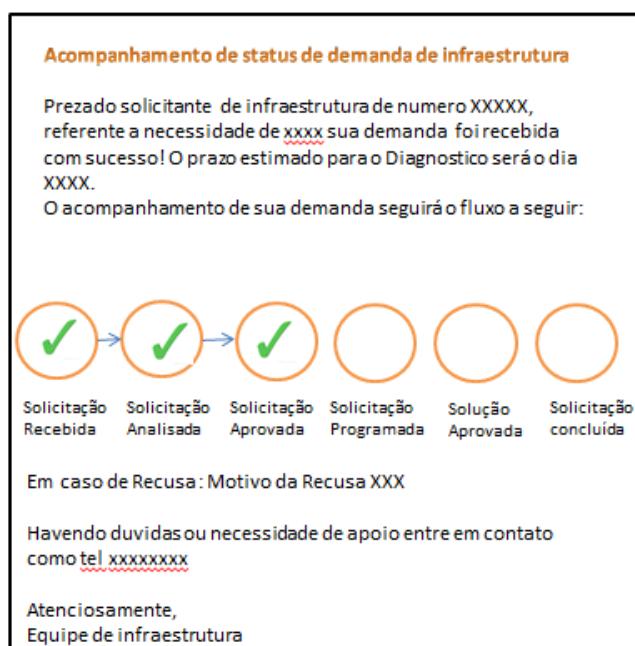 Acompanhamento de status de demanda de infraestrutura
Prezado solicitante de infraestrutura de numero XXXXX,
referente a necessidade de xxxx sua demanda foi recebida
com sucesso! O prazo estimado para o Diagnostico será o dia
XXXX.
O acompanhamento de sua demanda seguirá o fluxo a seguir:
Solicitação Solicitação Solicitação Solicitação Solução Solicitação
Recebida Analisada Aprovada Programada Aprovada concluída
Em caso de Recusa: Motivo da Recusa XXX
Havendo duvidas ou necessidade de apoio entre em contato
como tel xxxxxxxx
Atenciosamente,
Equipe de infraestrutura